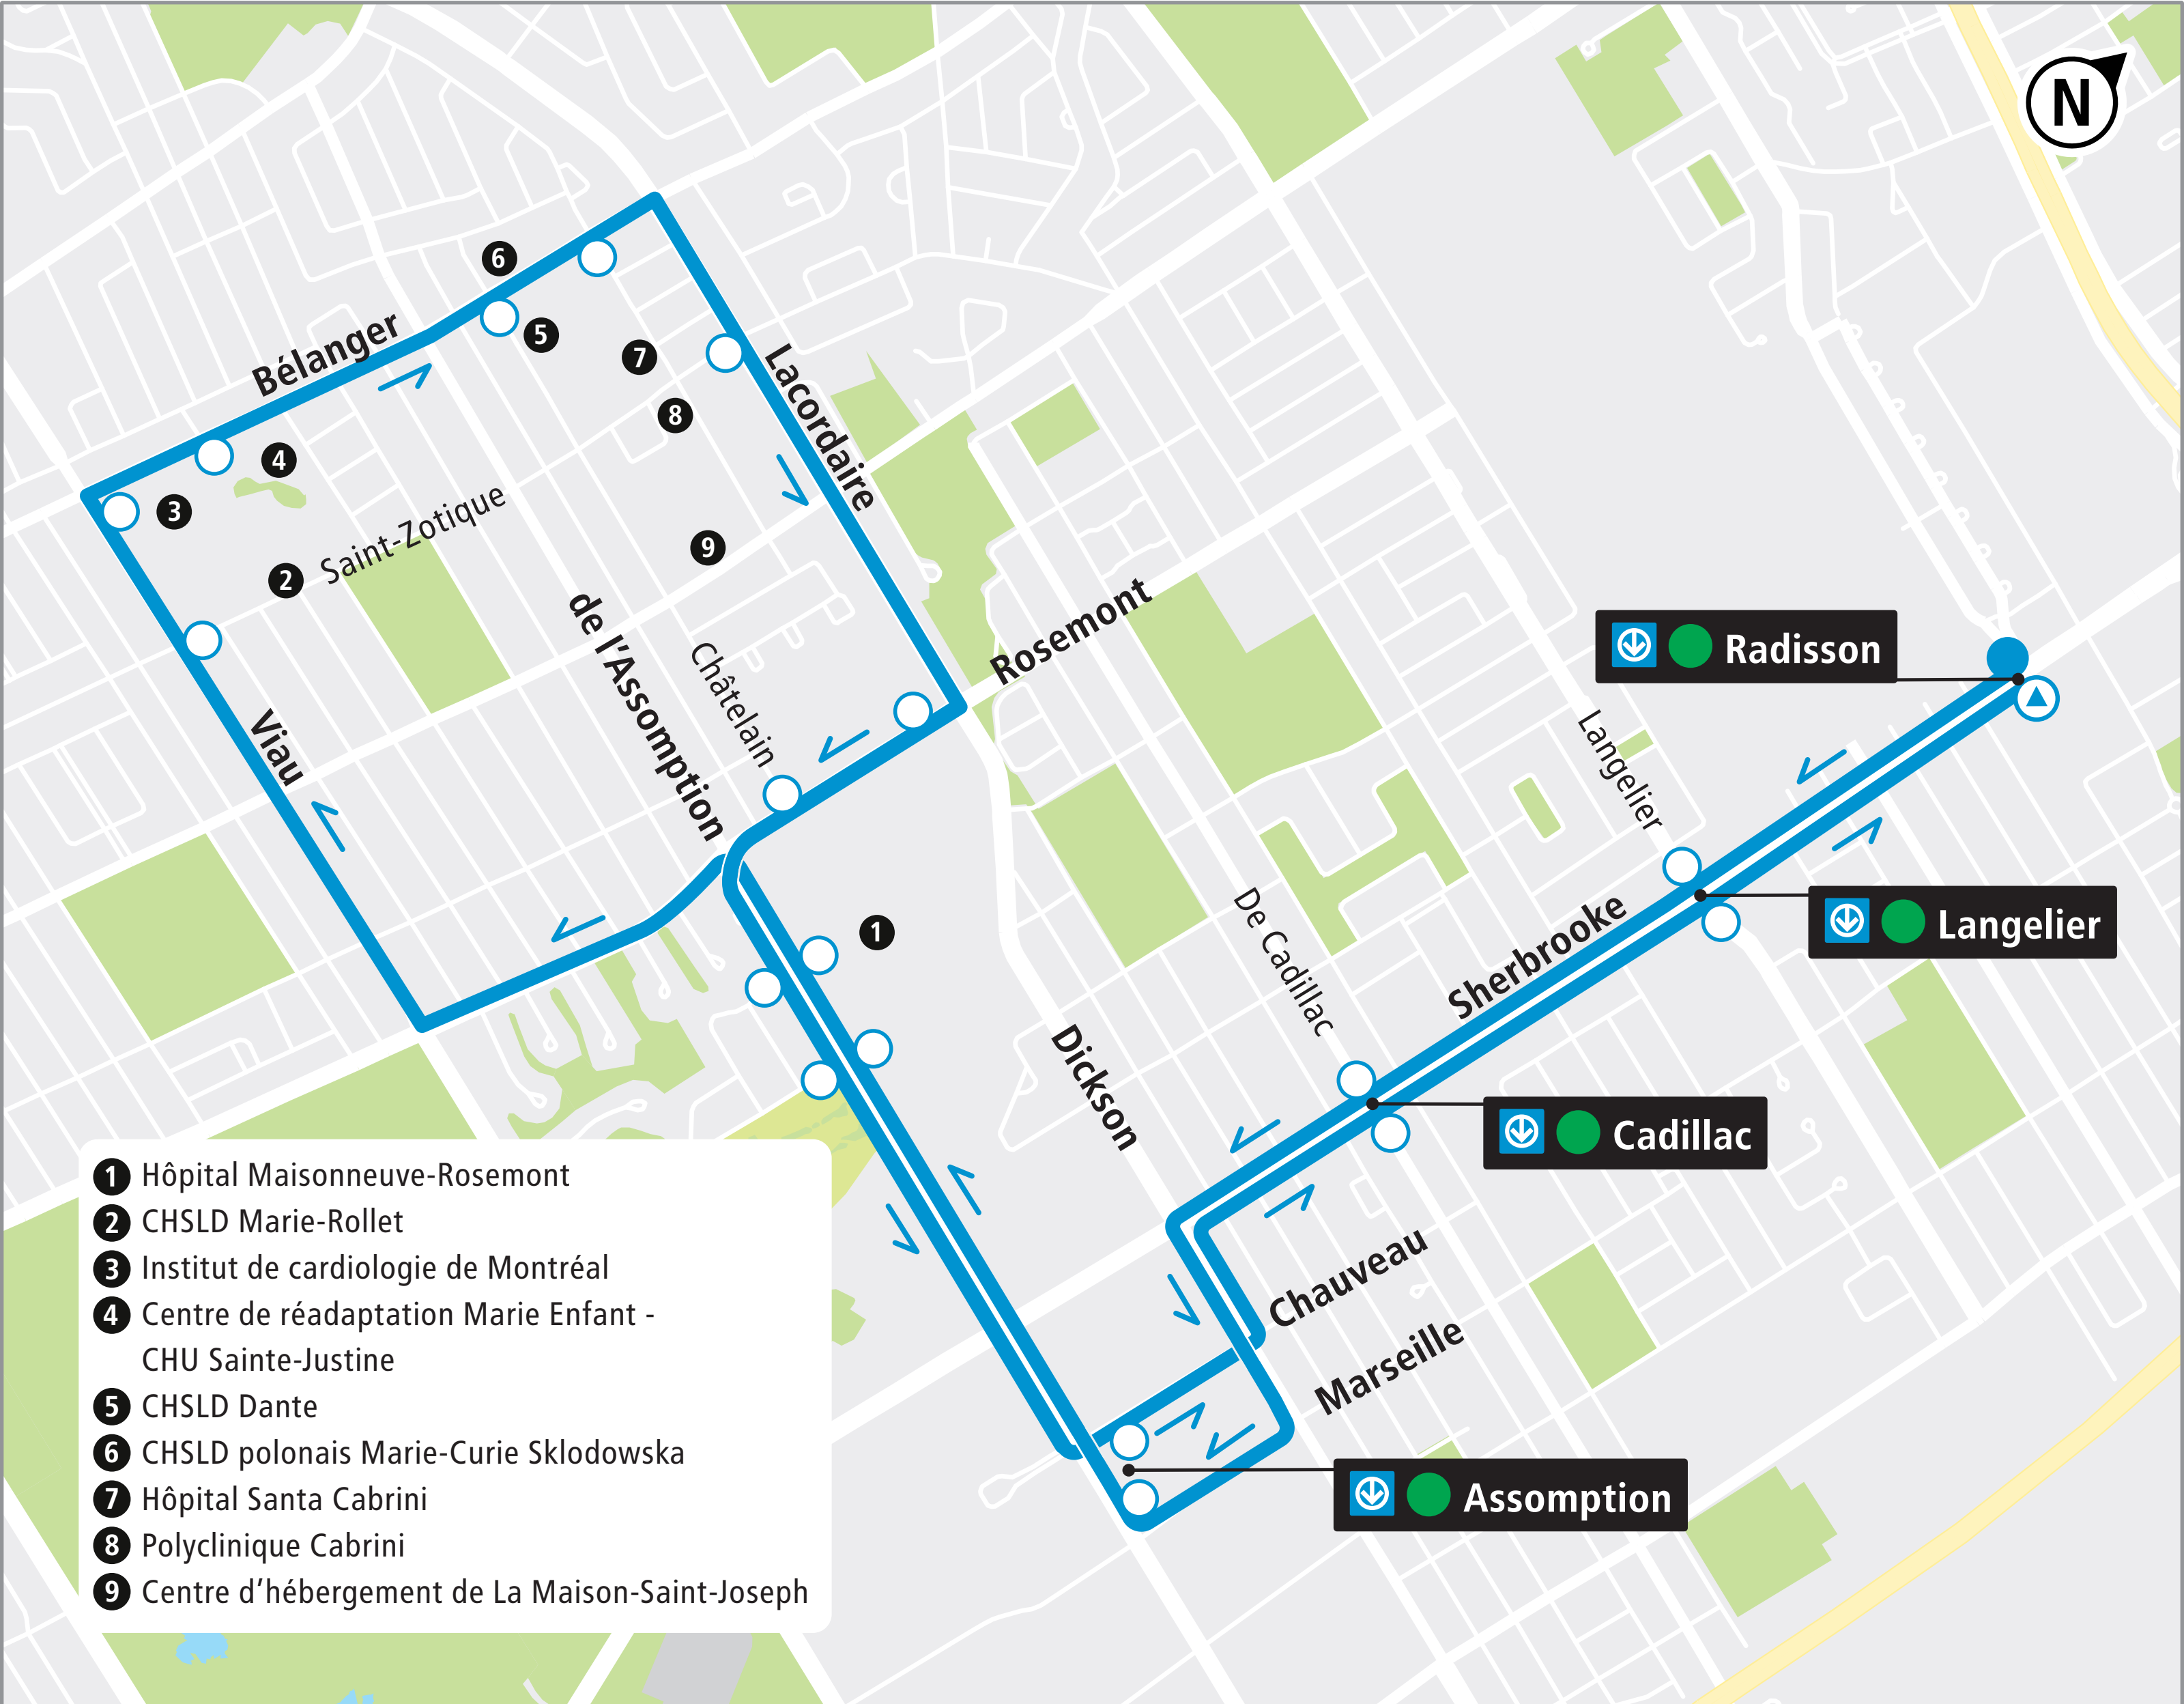 N
6
5
7
8
Bélanger
Lacordaire
4
3
Saint-Zotique
9
2
de l'Assomption
Châtelain
Rosemont
Radisson
Viau
Langelier
1
De Cadillac
Sherbrooke
Langelier
Dickson
Cadillac
Chauveau
Marseille
Assomption
1 Hôpital Maisonneuve-Rosemont
2 CHSLD Marie-Rollet
3 Institut de cardiologie de Montréal
4 Centre de réadaptation Marie Enfant -
CHU Sainte-Justine
5 CHSLD Dante
6 CHSLD polonais Marie-Curie Sklodowska
7 Hôpital Santa Cabrini
8 Polyclinique Cabrini
9 Centre d'hébergement de La Maison-Saint-Joseph